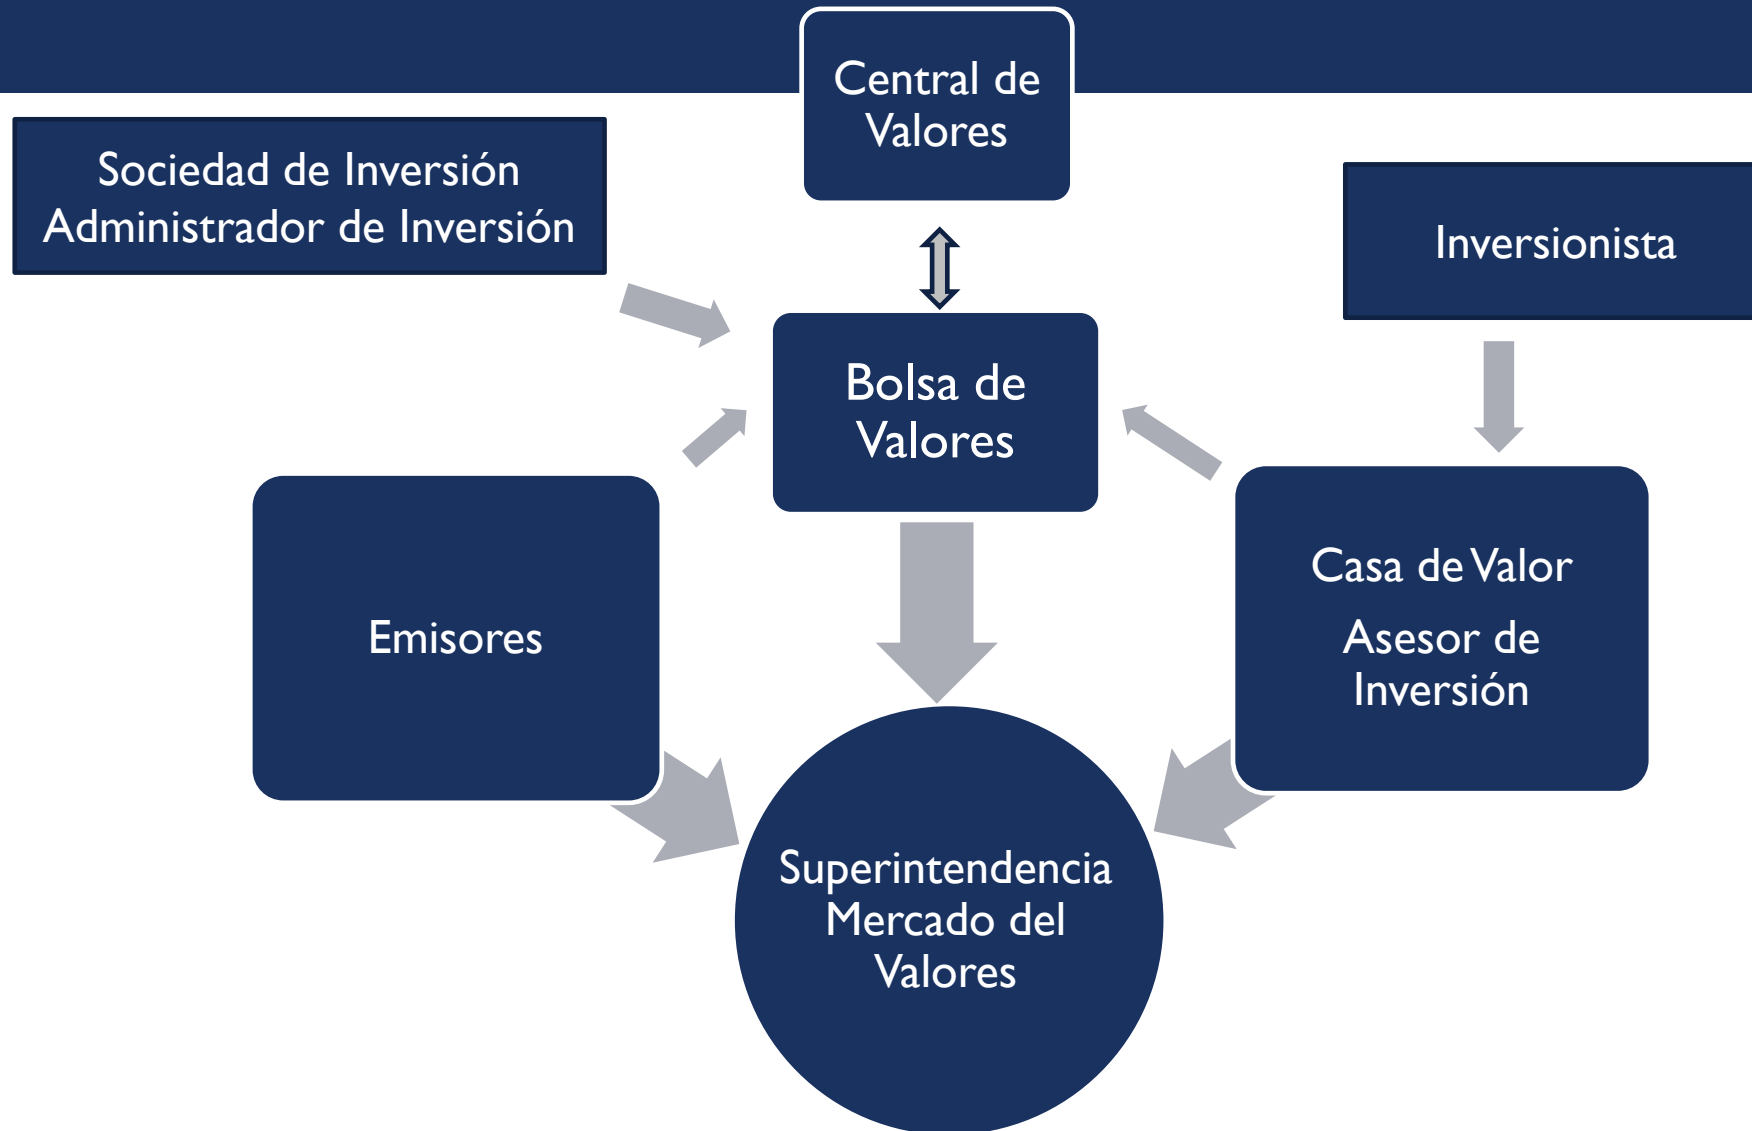 Central de
Valores
Sociedad de Inversión
Administrador de Inversión
Inversionista
Bolsa de
Valores
Emisores
Casa de Valor
Asesor de
Inversión
Superintendencia
Mercado del
Valores